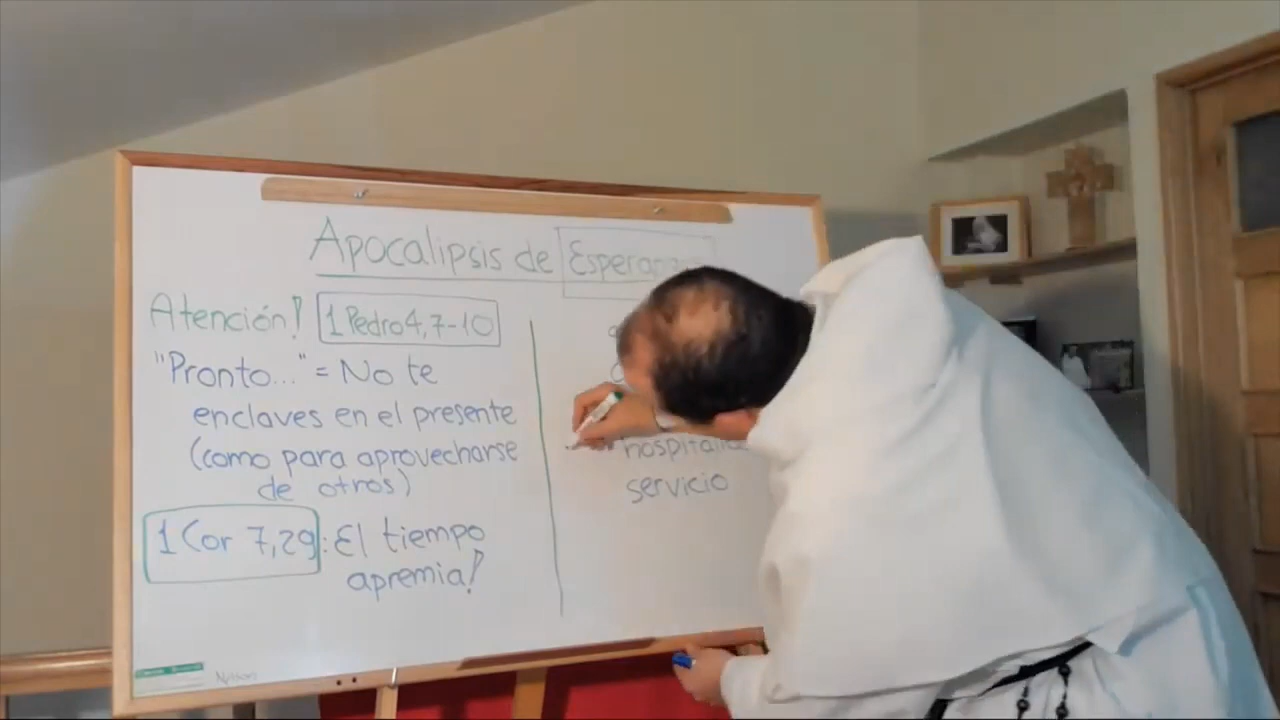 Apocalipsis de
Atención! 1 Pedro 4, 7-10
"Pronto..." = No te
enclaves en el presente
(como para aprovecharse
de otros)
1 Cor 7,29: El tiempo
apremia!
servicio